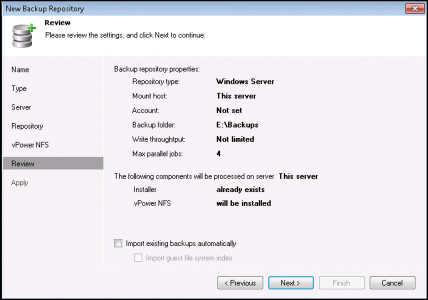 New Backup Repository
Review
Please review the settings, and click Next to continue.
Name
Type
Server
Repository
vPower NFS
Review
Apply
Backup repository properties:
Repository type: Windows Server
Mount host: This server
Account: Not set
Backup folder: E:\Backups
Write throughtput: Not limited
Max parallel jobs: 4
The following components will be processed on server This server
Installer already exists
vPower NFS will be installed
Import existing backups automatically
Import guest file system index
< Previous Next > Finish Cancel